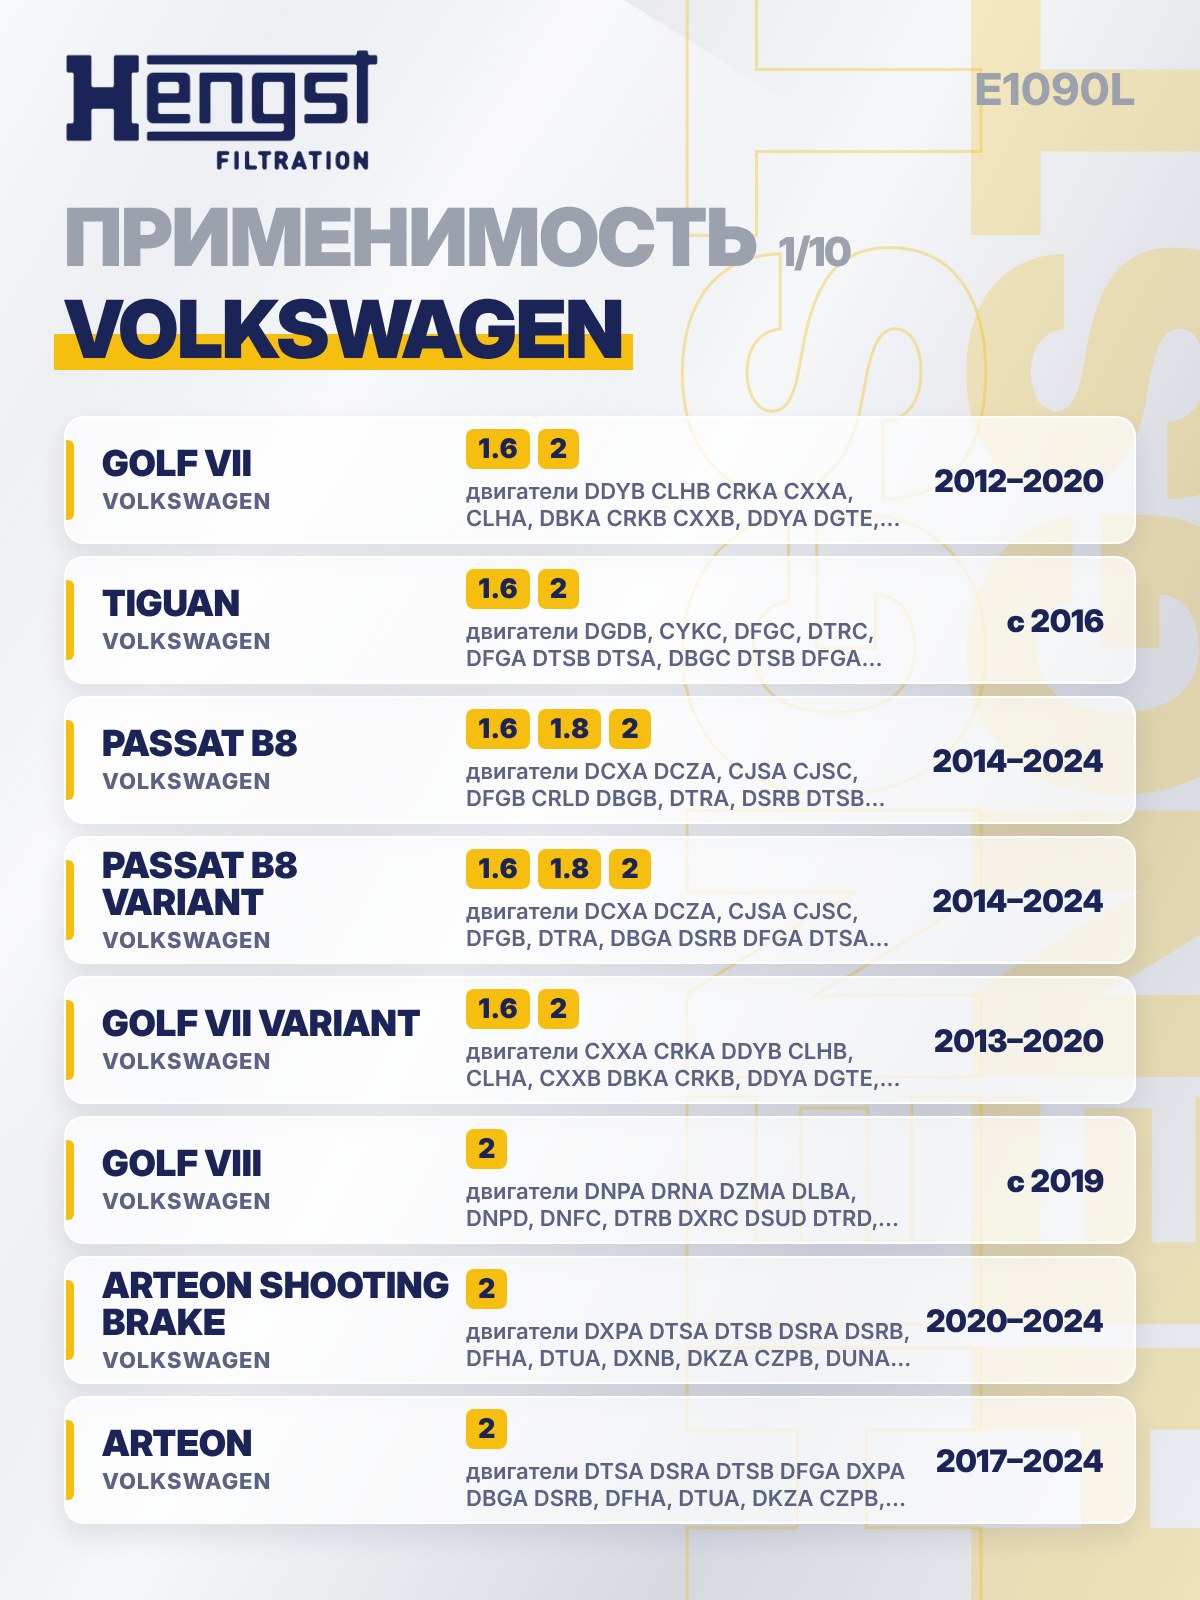 Hengst
FILTRATION
E1090L
ПРИМЕНИМОСТЬ 1/10
VOLKSWAGEN
GOLF VII
VOLKSWAGEN
1.6 2
двигатели DDYB CLHB CRKA CXXA,
CLHA, DBKA CRKB CXXB, DDYA DGTE,...
2012–2020
TIGUAN
VOLKSWAGEN
1.6 2
двигатели DGDB, CYKC, DFGC, DTRC,
DFGA DTSB DTSA, DBGC DTSB DFGA...
с 2016
PASSAT B8
VOLKSWAGEN
1.6 1.8 2
двигатели DCXA DCZA, CJSA CJSC,
DFGB CRLD DBGB, DTRA, DSRB DTSB...
2014–2024
PASSAT B8
VARIANT
VOLKSWAGEN
1.6 1.8 2
двигатели DCXA DCZA, CJSA CJSC,
DFGB, DTRA, DBGA DSRB DFGA DTSA...
2014–2024
GOLF VII VARIANT
VOLKSWAGEN
1.6 2
двигатели CXXA CRKA DDYB CLHB,
CLHA, CXXB DBKA CRKB, DDYA DGTE,...
2013–2020
GOLF VIII
VOLKSWAGEN
2
двигатели DNPA DRNA DZMA DLBA,
DNPD, DNFC, DTRB DXRC DSUD DTRD,...
с 2019
ARTEON SHOOTING
BRAKE
VOLKSWAGEN
2
двигатели DXPA DTSA DTSB DSRA DSRB,
DFHA, DTUA, DXNB, DKZA CZPB, DUNA...
2020–2024
ARTEON
VOLKSWAGEN
2
двигатели DTSA DSRA DTSB DFGA DXPA
DBGA DSRB, DFHA, DTUA, DKZA CZPB,...
2017–2024
HENGST
HENGST